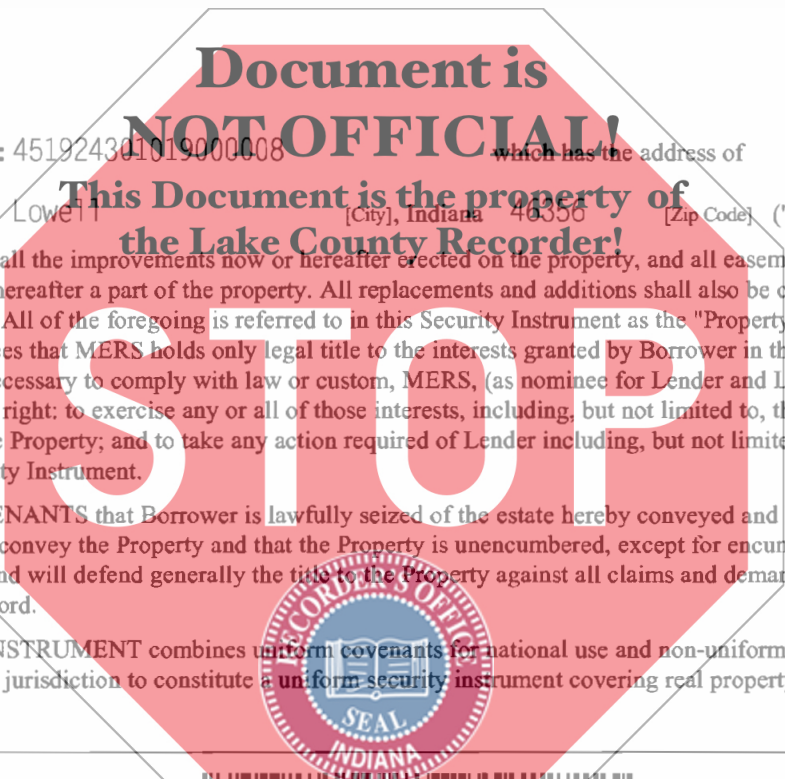 Document is
NOT OFFICIAL!
: 451924301019000008 which has the address of
This Document is the property of
Lowell [City], Indiana 46356 [Zip Code] ("
the Lake County Recorder!
all the improvements now or hereafter erected on the property, and all easem
hereafter a part of the property. All replacements and additions shall also be c
All of the foregoing is referred to in this Security Instrument as the "Property
es that MERS holds only legal title to the interests granted by Borrower in th
ecessary to comply with law or custom, MERS, (as nominee for Lender and L
right: to exercise any or all of those interests, including, but not limited to, th
e Property; and to take any action required of Lender including, but not limite
ty Instrument.
STOP
ENANTS that Borrower is lawfully seized of the estate hereby conveyed and
convey the Property and that the Property is unencumbered, except for encum
nd will defend generally the title to the Property against all claims and deman
ord.
NSTRUMENT combines uniform covenants for national use and non-uniform
jurisdiction to constitute a uniform security instrument covering real property
RECORDER'S OFFICE
SEAL
INDIANA